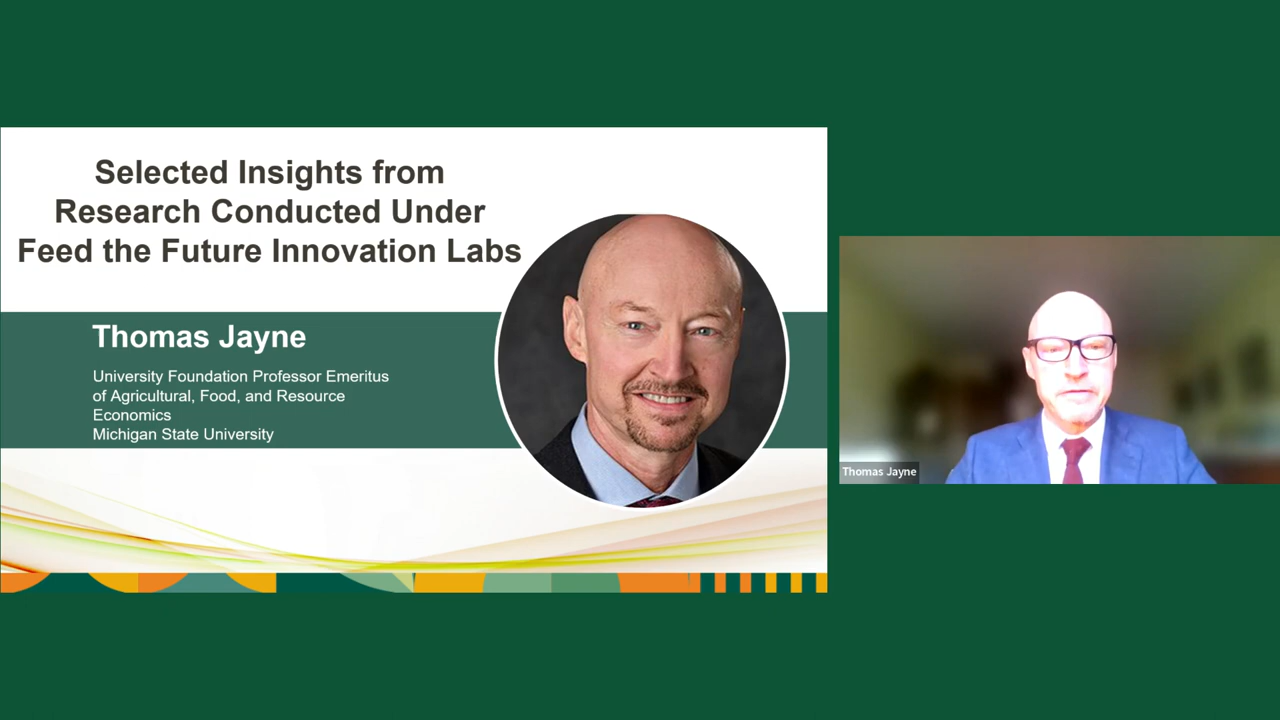 Selected Insights from
Research Conducted Under
Feed the Future Innovation Labs
Thomas Jayne
University Foundation Professor Emeritus
of Agricultural, Food, and Resource
Economics
Michigan State University
Thomas Jayne